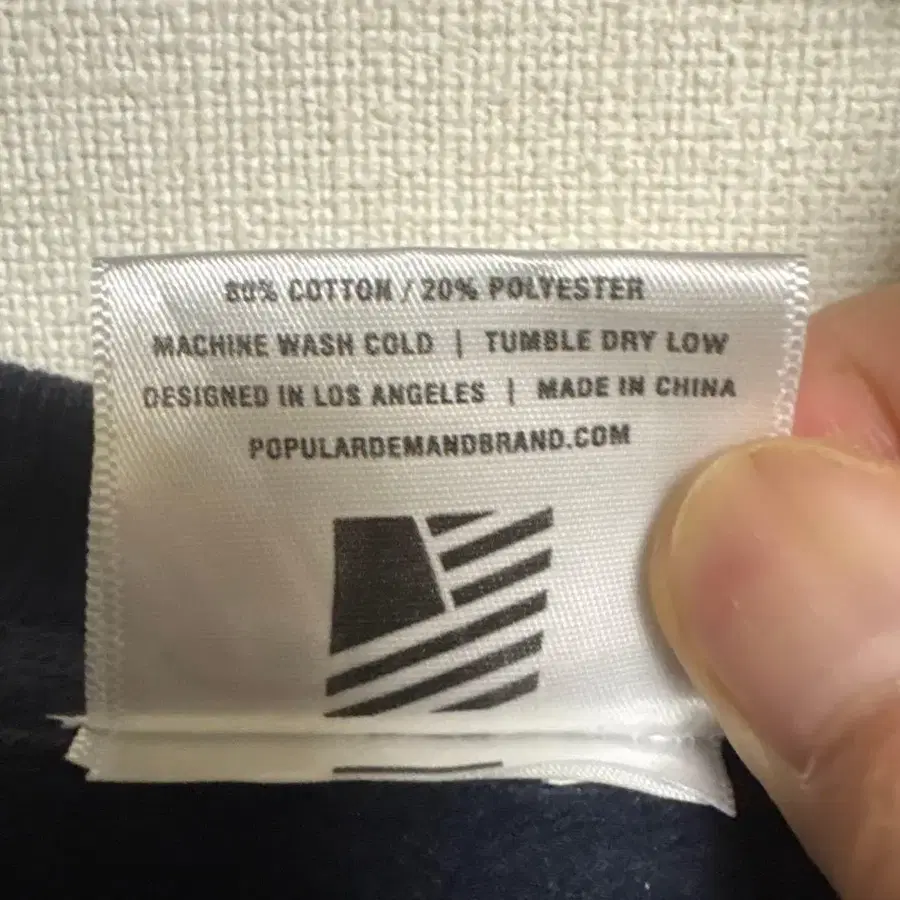 80% COTTON / 20% POLYESTER
MACHINE WASH COLD | TUMBLE DRY LOW
DESIGNED IN LOS ANGELES | MADE IN CHINA
POPULARDEMANDBRAND.COM